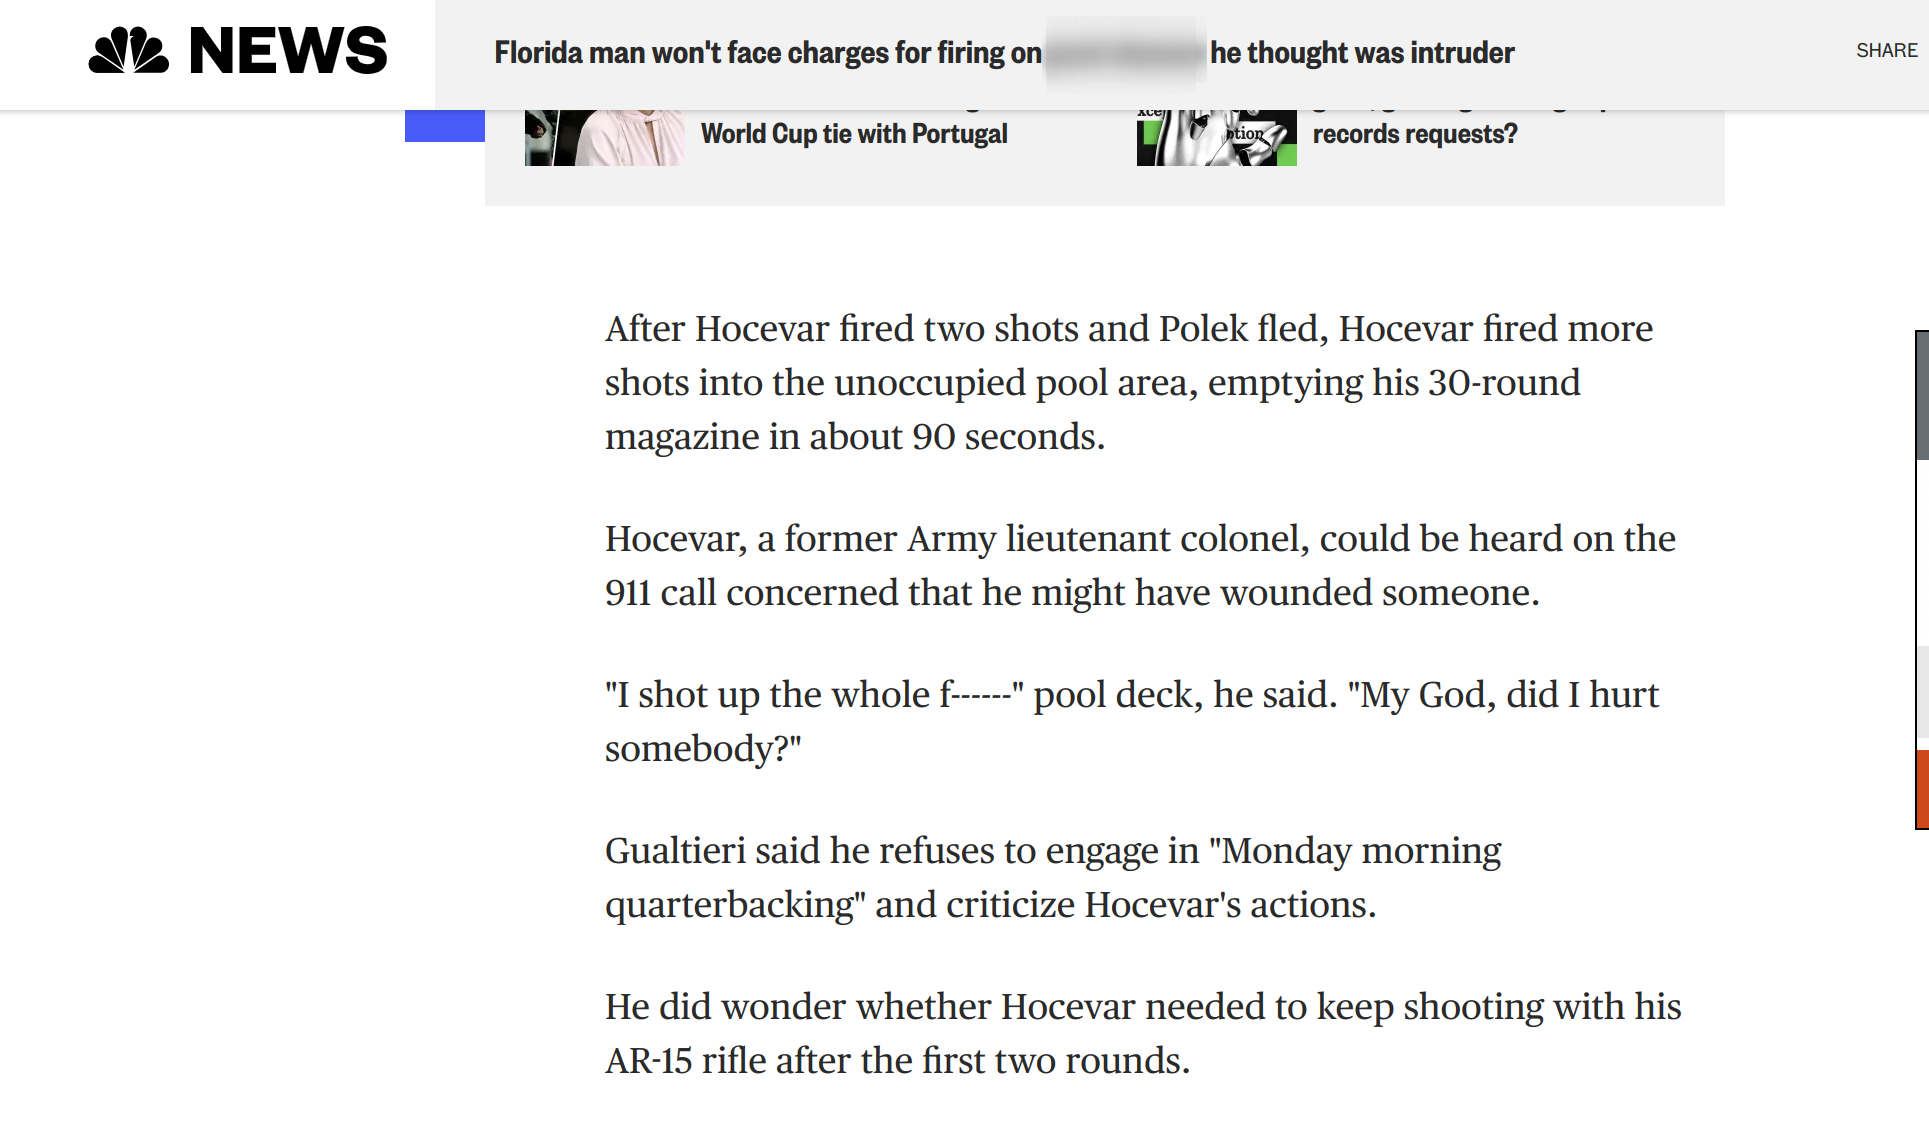 NEWS
Florida man won't face charges for firing on he thought was intruder
SHARE
World Cup tie with Portugal
records requests?
After Hocevar fired two shots and Polek fled, Hocevar fired more
shots into the unoccupied pool area, emptying his 30-round
magazine in about 90 seconds.
Hocevar, a former Army lieutenant colonel, could be heard on the
911 call concerned that he might have wounded someone.
"I shot up the whole f------" pool deck, he said. "My God, did I hurt
somebody?"
Gualtieri said he refuses to engage in "Monday morning
quarterbacking" and criticize Hocevar's actions.
He did wonder whether Hocevar needed to keep shooting with his
AR-15 rifle after the first two rounds.